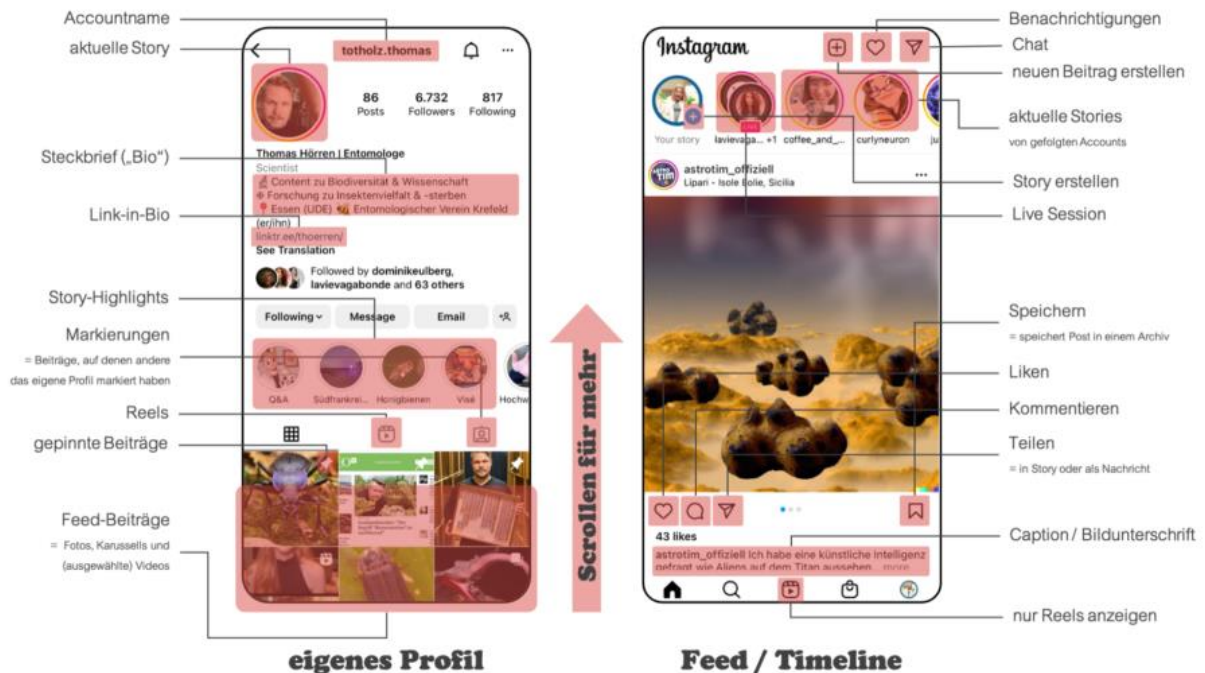 Accountname
aktuelle Story
Steckbrief („Bio“)
Link-in-Bio
Story-Highlights
Markierungen
= Beiträge, auf denen andere
das eigene Profil markiert haben
Reels
gepinnte Beiträge
Feed-Beiträge
= Fotos, Karussells und
(ausgewählte) Videos
totholz.thomas
86
Posts
6.732
Followers
817
Following
Thomas Hörren | Entomologe
Scientist
Content zu Biodiversität & Wissenschaft
Forschung zu Insektenvielfalt & -sterben
Essen (UDE) Entomologischer Verein Krefeld
(er/ihn)
linktr.ee/thoerren/
See Translation
Followed by dominikeulberg,
lavievagabonde and 63 others
Following
Message
Email
Q&A
Südfrankrei...
Honigbienen
Visé
Hochw
eigenes Profil
Scrollen für mehr
Instagram
Your story
LIVE
lavievaga... +1
coffee_and_...
curlyneuron
ju
ASTRO
TIM
astrotim_offiziell
Lipari - Isole Eolie, Sicilia
43 likes
astrotim_offiziell Ich habe eine künstliche Intelligenz
gefragt wie Aliens auf dem Titan aussehen... more
Feed / Timeline
Benachrichtigungen
Chat
neuen Beitrag erstellen
aktuelle Stories
von gefolgten Accounts
Story erstellen
Live Session
Speichern
= speichert Post in einem Archiv
Liken
Kommentieren
Teilen
= in Story oder als Nachricht
Caption / Bildunterschrift
nur Reels anzeigen